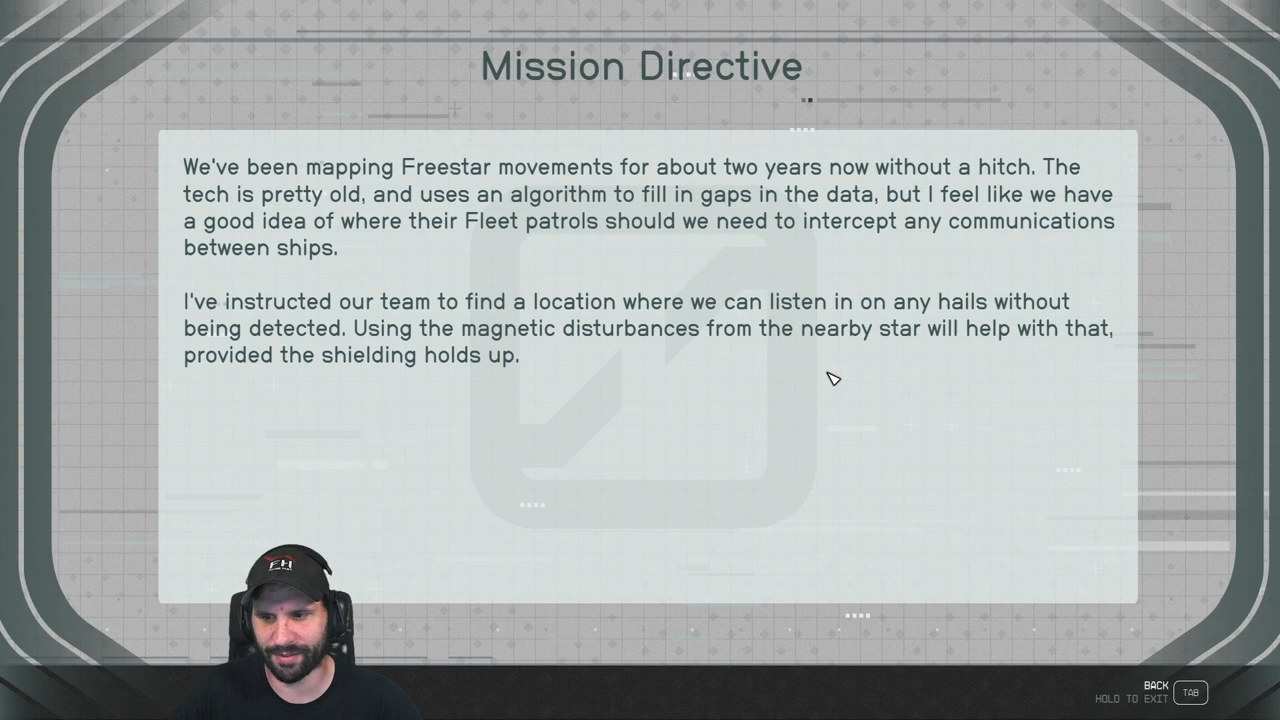 Mission Directive
We've been mapping Freestar movements for about two years now without a hitch. The
tech is pretty old, and uses an algorithm to fill in gaps in the data, but I feel like we have
a good idea of where their Fleet patrols should we need to intercept any communications
between ships.
I've instructed our team to find a location where we can listen in on any hails without
being detected. Using the magnetic disturbances from the nearby star will help with that,
provided the shielding holds up.
FH
BACK
HOLD TO EXIT
TAB